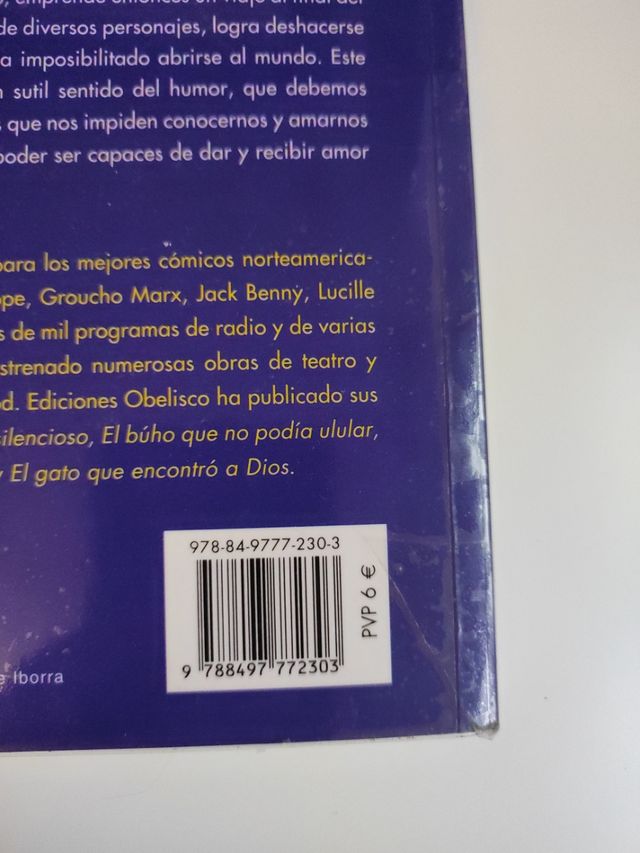 de diversos personajes, logra deshacerse
a imposibilitado abrirse al mundo. Este
sutil sentido del humor, que debemos
que nos impiden conocernos y amarnos
poder ser capaces de dar y recibir amor
para los mejores cómicos norteamerica-
ope, Groucho Marx, Jack Benny, Lucille
s de mil programas de radio y de varias
strenado numerosas obras de teatro y
od. Ediciones Obelisco ha publicado sus
silencioso, El búho que no podía ulular,
y El gato que encontró a Dios.
978-84-9777-230-3
PVP 6 €
9 788497 772303
e Iborra